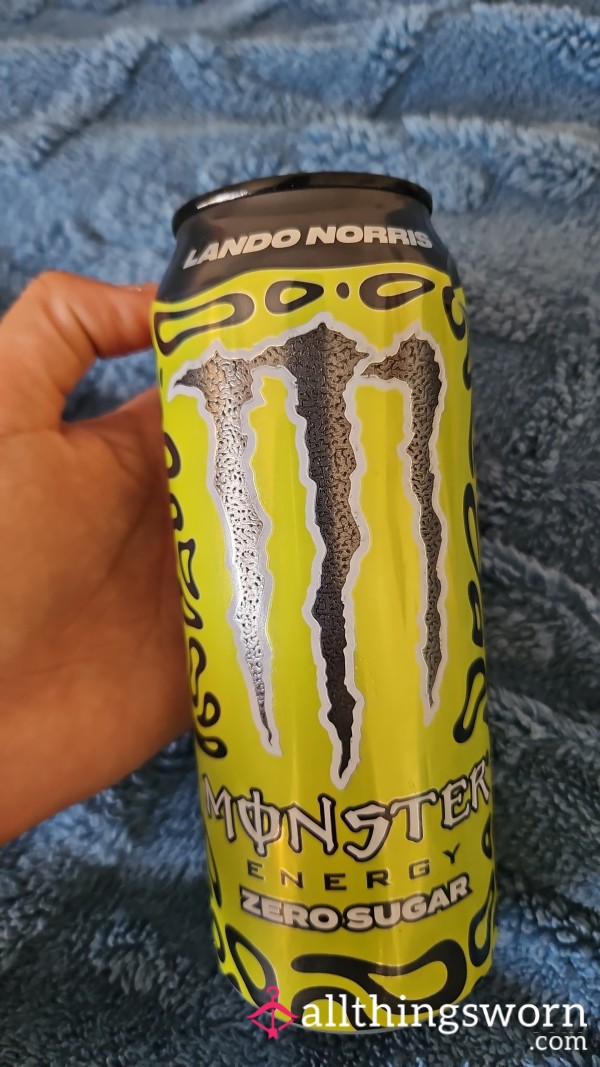 LANDO NORRIS
MONSTER
ENERGY
ZERO SUGAR
allthingsworn
.com